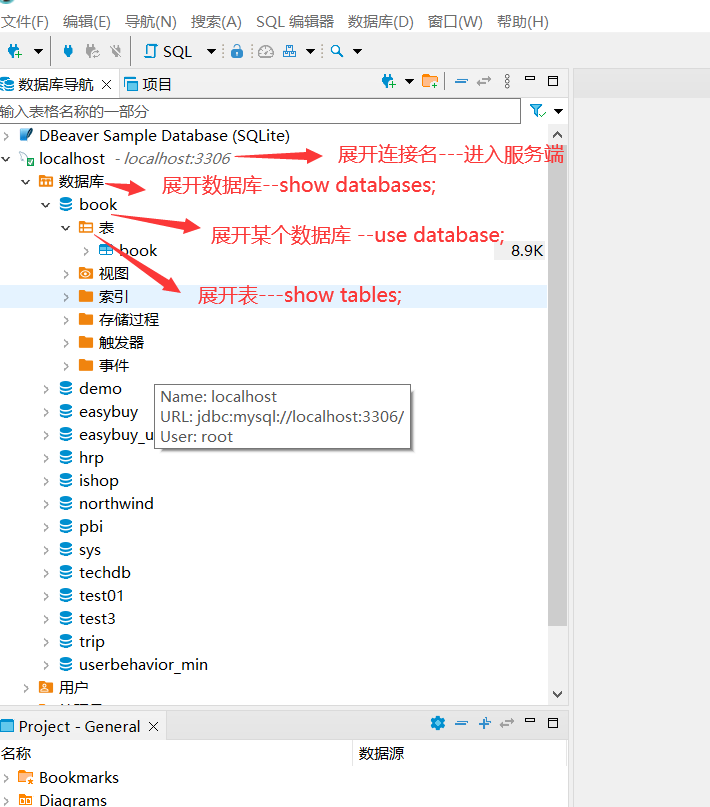 文件(F) 编辑(E) 导航(N) 搜索(A) SQL 编辑器 数据库(D) 窗口(W) 帮助(H)
SQL
数据库导航 项目
输入表格名称的一部分
DBeaver Sample Database (SQLite)
localhost - localhost:3306 展开连接名---进入服务端
数据库 展开数据库--show databases;
book
表 展开某个数据库 --use database;
book 8.9K
视图
索引 展开表---show tables;
存储过程
触发器
事件
demo
Name: localhost
easybuy URL: jdbc:mysql://localhost:3306/
easybuy_u User: root
hrp
ishop
northwind
pbi
sys
techdb
test01
test3
trip
userbehavior_min
用户
Project - General
名称 数据源
Bookmarks
Diagrams